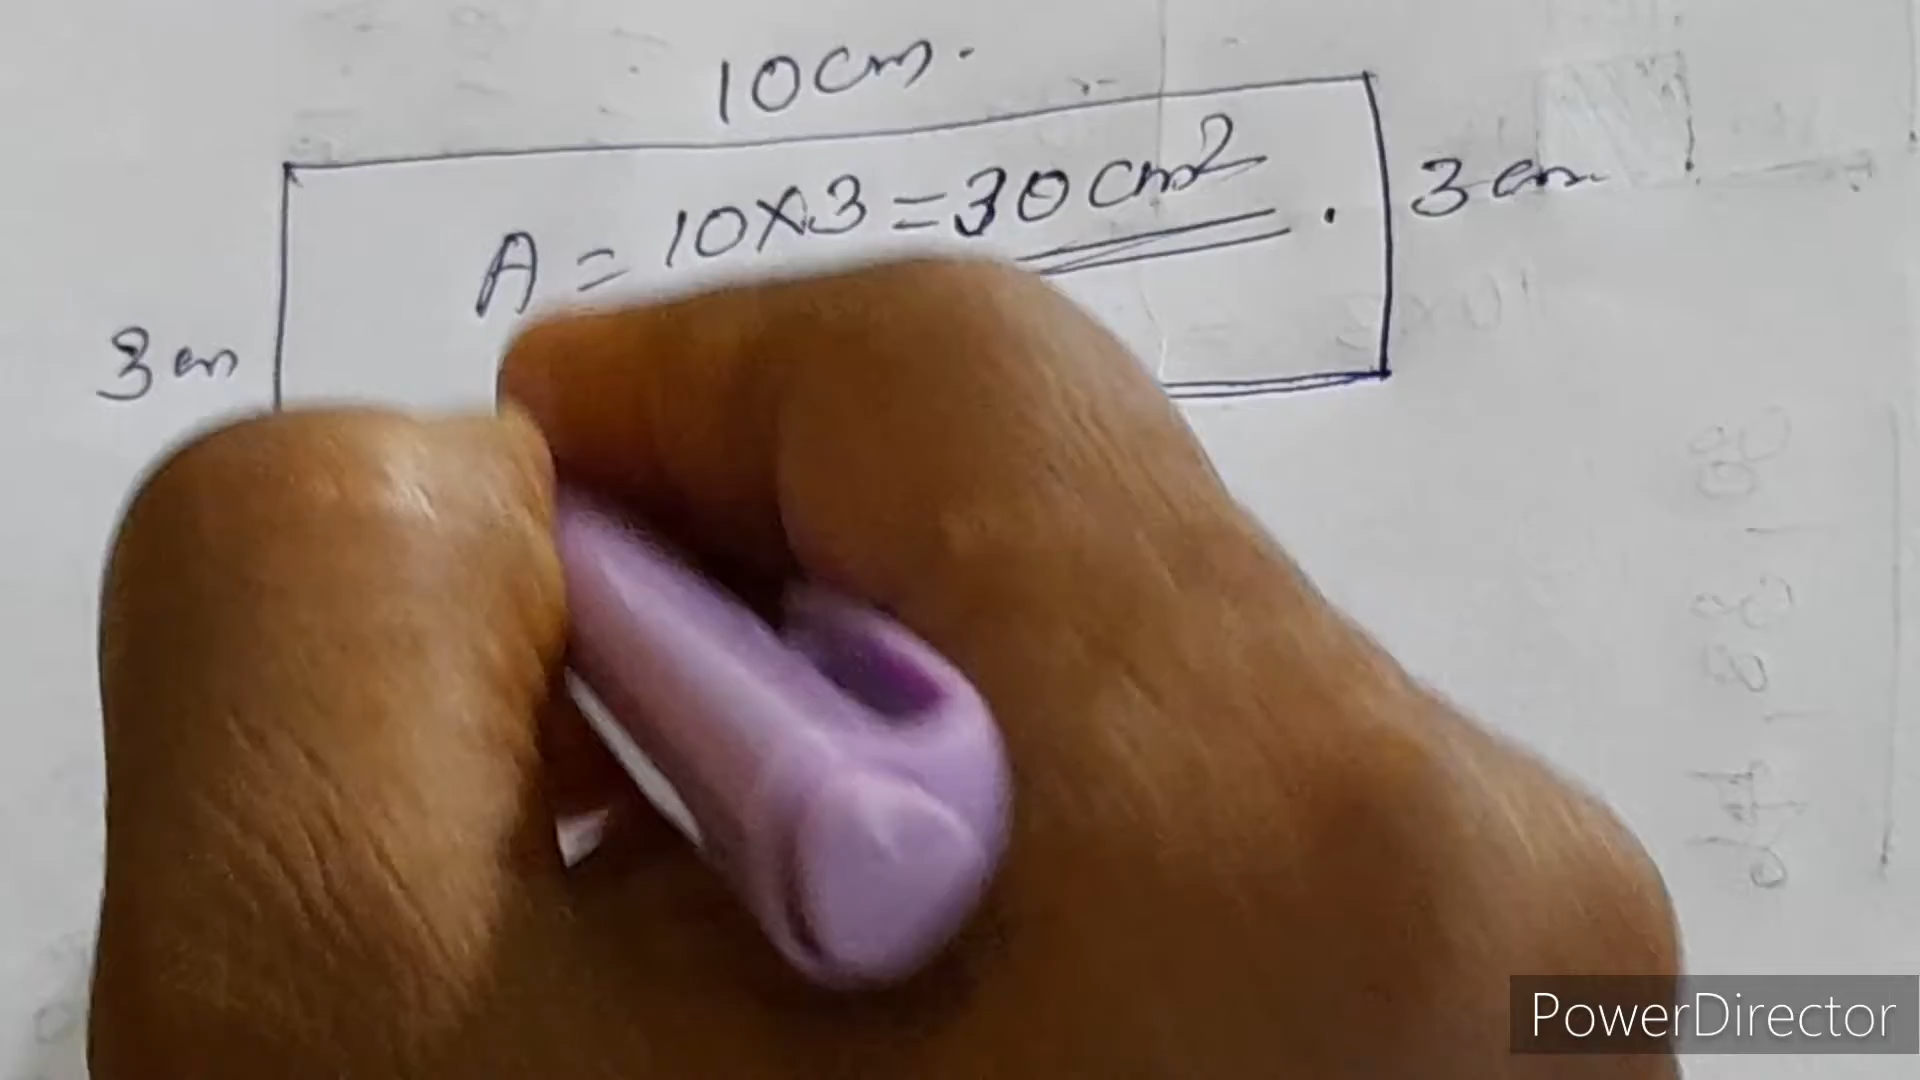 10cm.
A = 10×3 = 30cm² .
3cm
3cm
PowerDirector